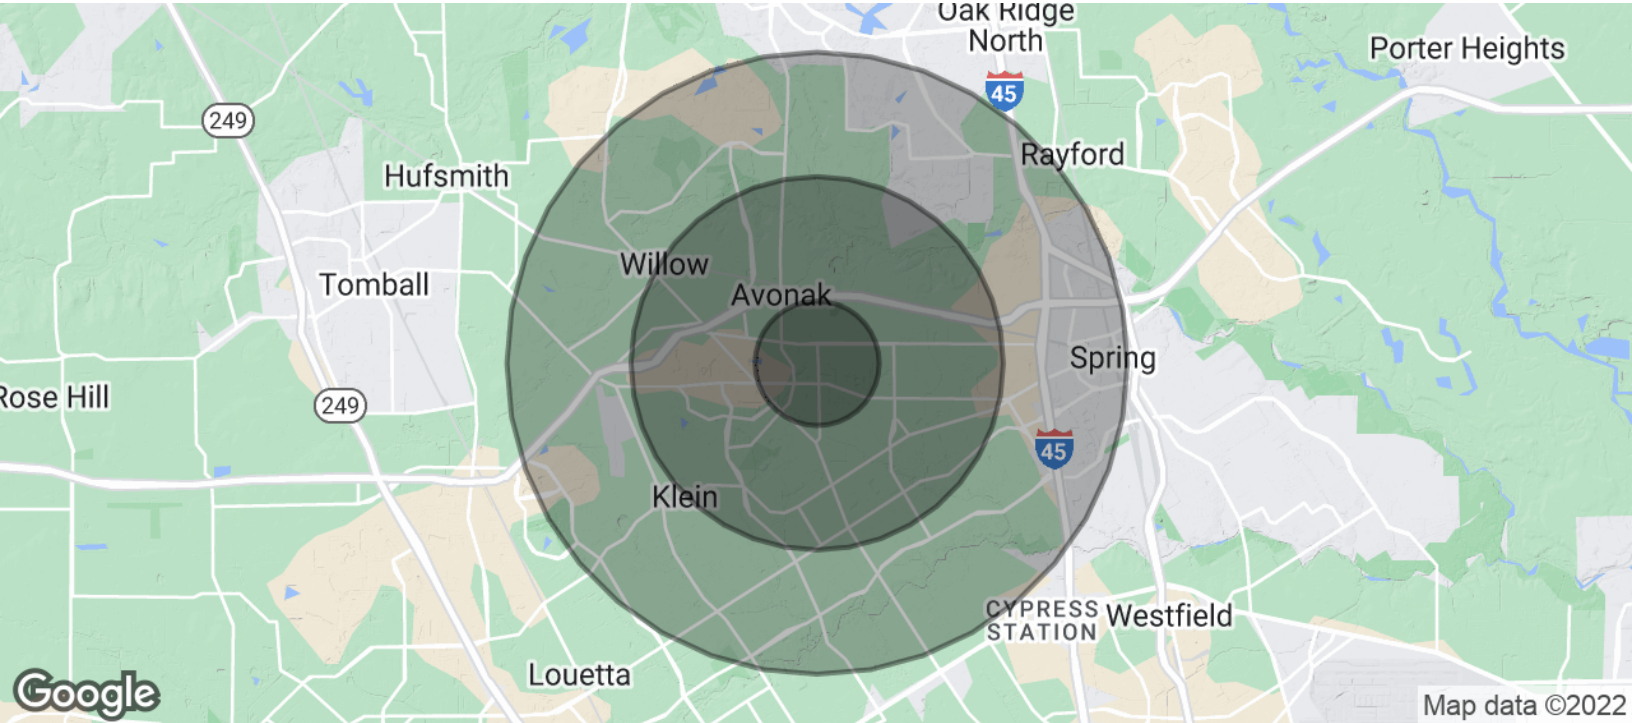 Oak Ridge
North
Porter Heights
45
249
Rayford
Hufsmith
Willow
Tomball
Avonak
Spring
Rose Hill
249
45
Klein
CYPRESS
STATION
Westfield
Louetta
Google
Map data ©2022